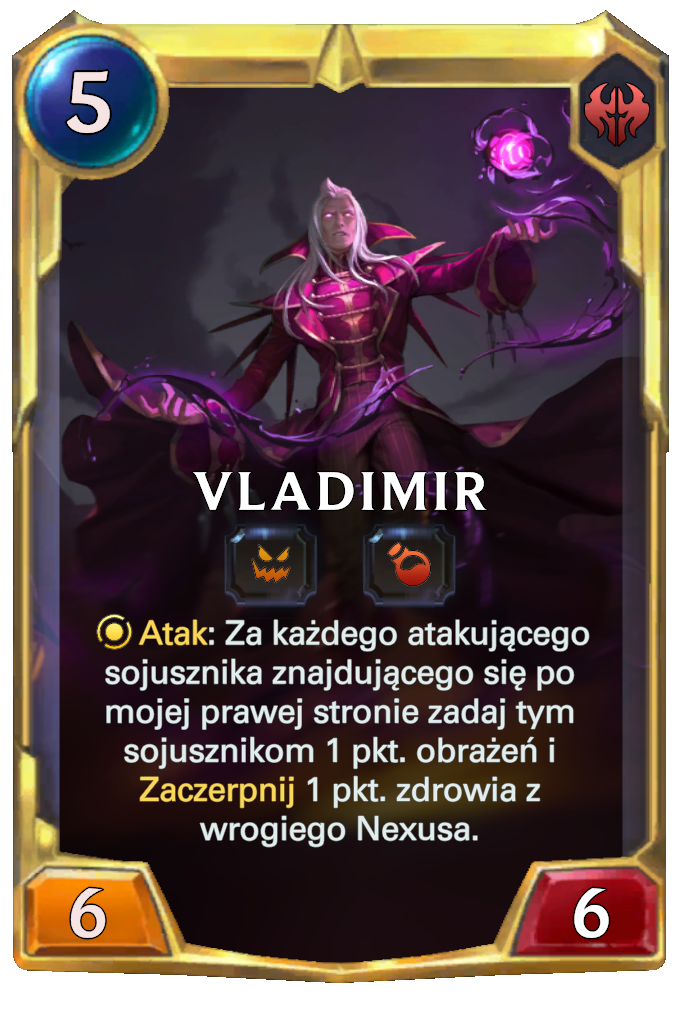 5
VLADIMIR
Atak: Za każdego atakującego
sojusznika znajdującego się po
mojej prawej stronie zadaj tym
sojusznikom 1 pkt. obrażeń i
Zaczerpnij 1 pkt. zdrowia z
wrogiego Nexusa.
6
6